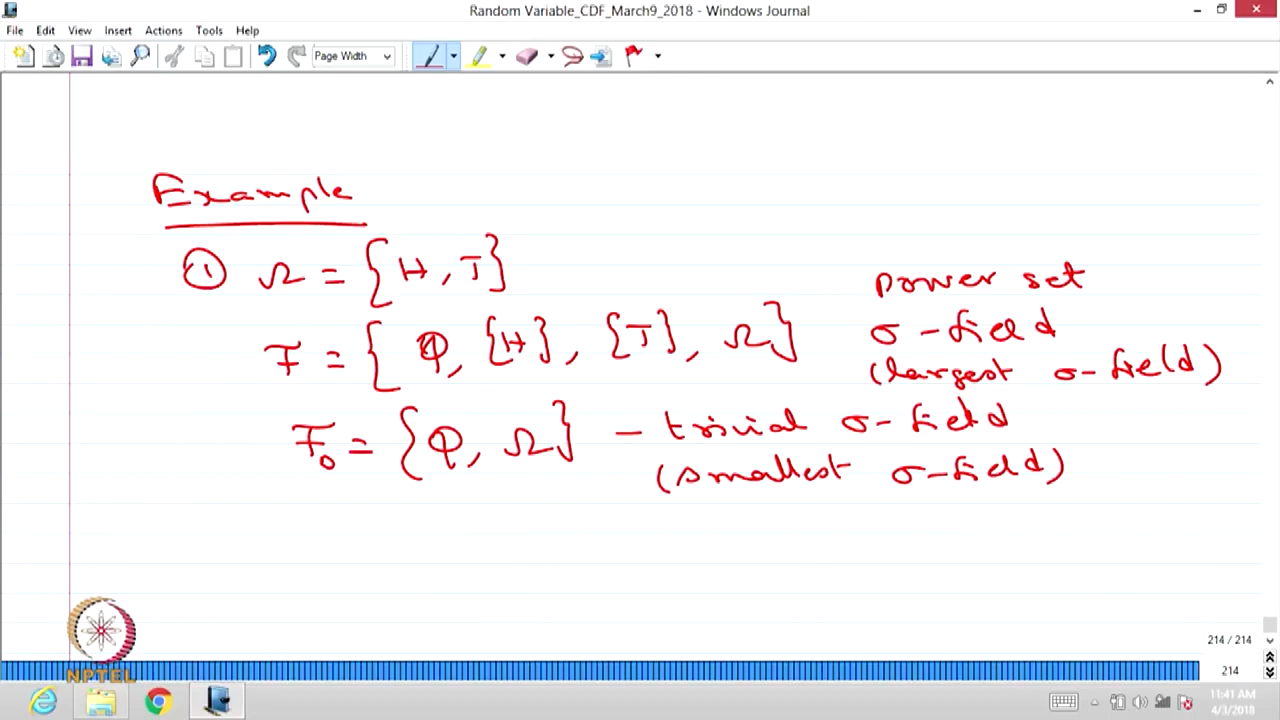 Random Variable_CDF_March9_2018 - Windows Journal
File Edit View Insert Actions Tools Help
Page Width
Example
① Ω = {H, T}
F = {Φ, {H}, {T}, Ω} power set
σ-field
(largest σ-field)
F₀ = {Φ, Ω} - trivial σ-field
(smallest σ-field)
214 / 214
214
NPTEL
11:41 AM
4/3/2018